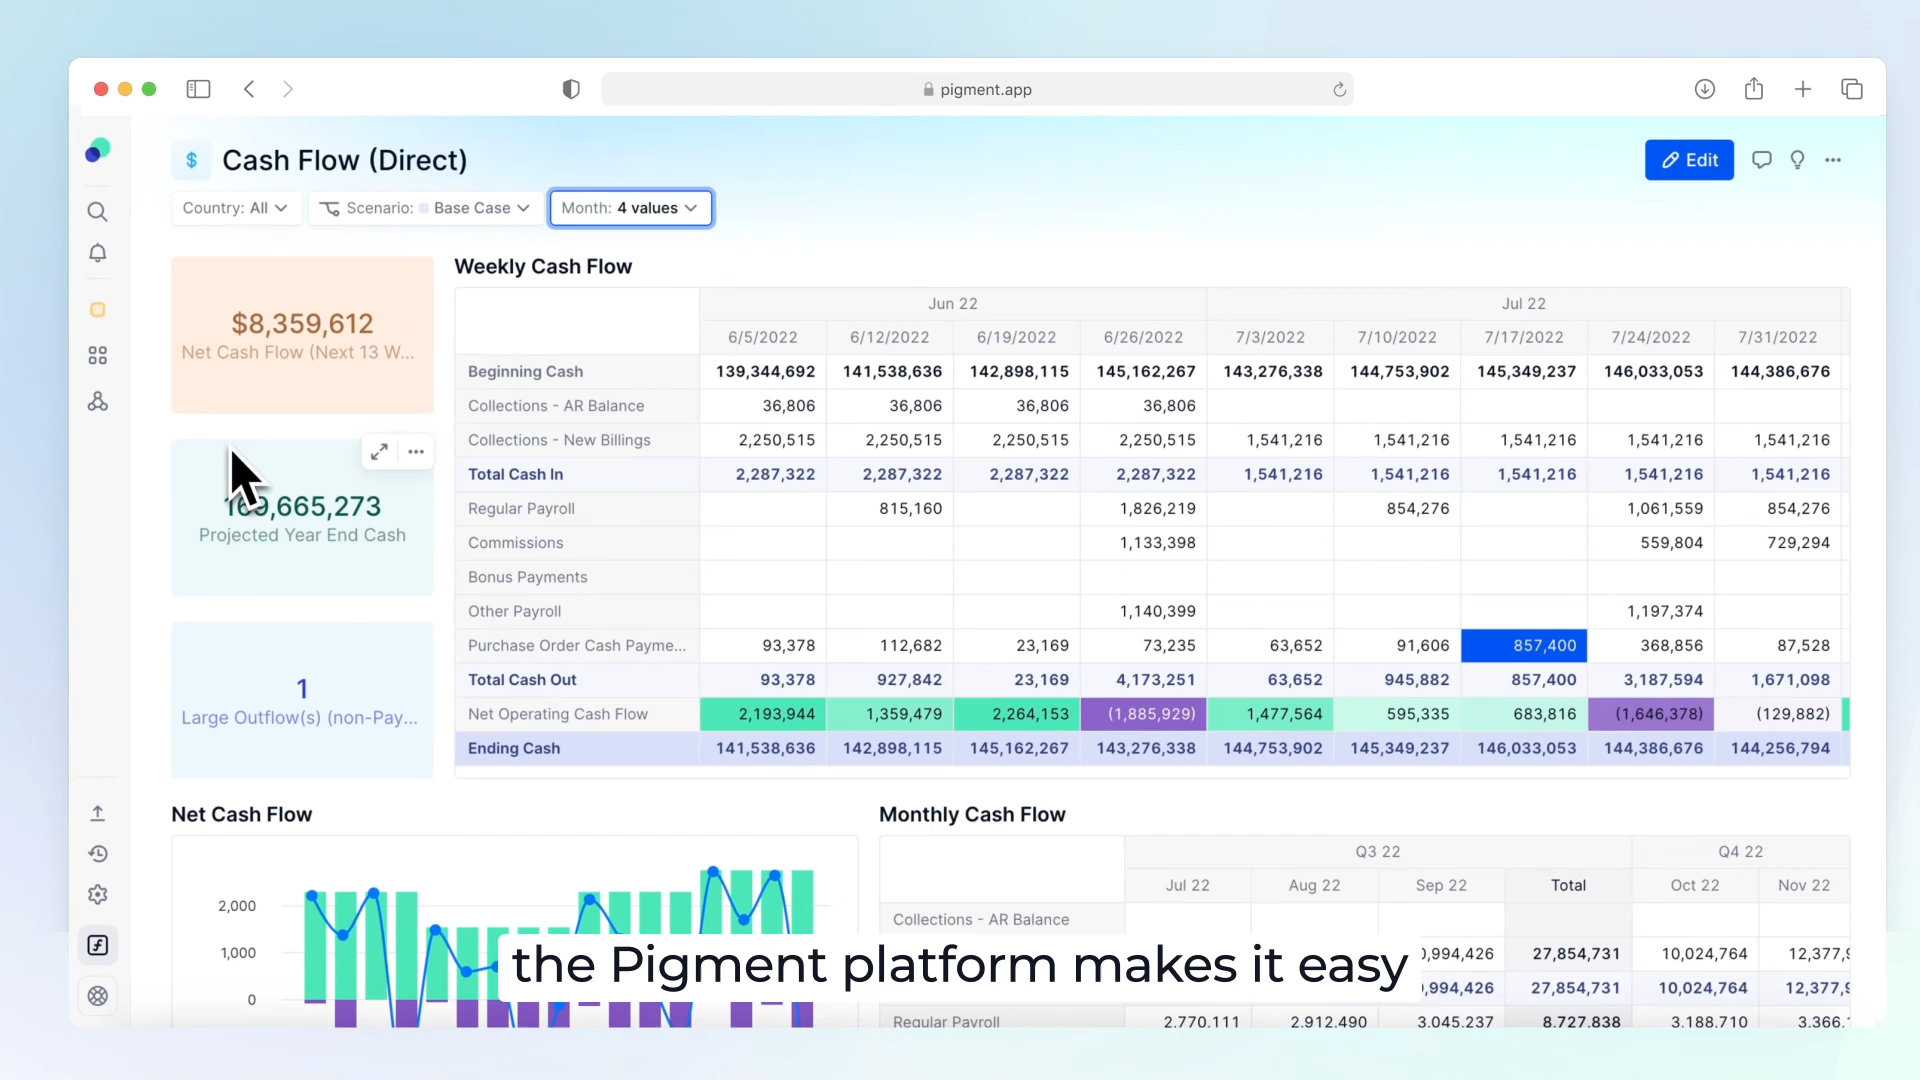 pigment.app
$ Cash Flow (Direct)
Edit
Country: All
Scenario: Base Case
Month: 4 values
$8,359,612
Net Cash Flow (Next 13 W...
169,665,273
Projected Year End Cash
1
Large Outflow(s) (non-Pay...
Weekly Cash Flow
Jun 22 Jul 22
6/5/2022 6/12/2022 6/19/2022 6/26/2022 7/3/2022 7/10/2022 7/17/2022 7/24/2022 7/31/2022
Beginning Cash 139,344,692 141,538,636 142,898,115 145,162,267 143,276,338 144,753,902 145,349,237 146,033,053 144,386,676
Collections - AR Balance 36,806 36,806 36,806 36,806
Collections - New Billings 2,250,515 2,250,515 2,250,515 2,250,515 1,541,216 1,541,216 1,541,216 1,541,216 1,541,216
Total Cash In 2,287,322 2,287,322 2,287,322 2,287,322 1,541,216 1,541,216 1,541,216 1,541,216 1,541,216
Regular Payroll 815,160 1,826,219 854,276 1,061,559 854,276
Commissions 1,133,398 559,804 729,294
Bonus Payments
Other Payroll 1,140,399 1,197,374
Purchase Order Cash Payme... 93,378 112,682 23,169 73,235 63,652 91,606 857,400 368,856 87,528
Total Cash Out 93,378 927,842 23,169 4,173,251 63,652 945,882 857,400 3,187,594 1,671,098
Net Operating Cash Flow 2,193,944 1,359,479 2,264,153 (1,885,929) 1,477,564 595,335 683,816 (1,646,378) (129,882)
Ending Cash 141,538,636 142,898,115 145,162,267 143,276,338 144,753,902 145,349,237 146,033,053 144,386,676 144,256,794
Net Cash Flow
2,000
1,000
0
Monthly Cash Flow
Q3 22 Q4 22
Jul 22 Aug 22 Sep 22 Total Oct 22 Nov 22
Collections - AR Balance
,994,426 27,854,731 10,024,764 12,377,
,994,426 27,854,731 10,024,764 12,377,
Regular Payroll 2,770,111 2,912,490 3,045,237 8,727,838 3,188,710 3,366,
the Pigment platform makes it easy